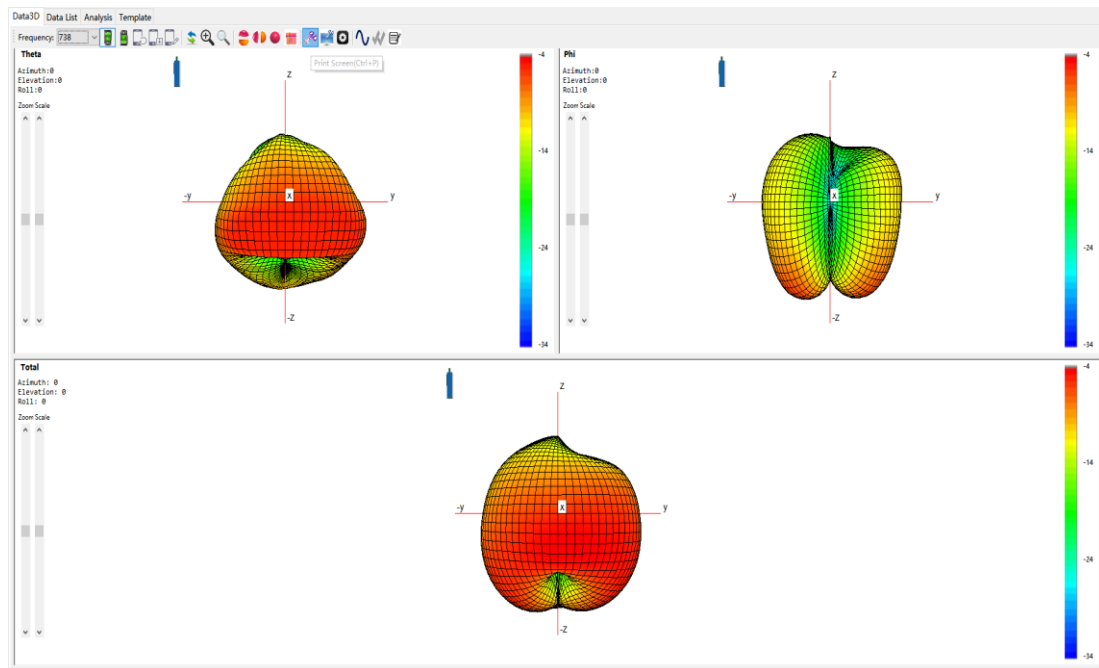 Data3D Data List Analysis Template
Frequency: 738
Print Screen(Ctrl+P)
Theta
Azimuth:0
Elevation:0
Roll:0
Zoom Scale
Z
-y
X
y
-Z
-4
-14
-24
-34
Phi
Azimuth:0
Elevation:0
Roll:0
Zoom Scale
Z
-y
X
y
-Z
-4
-14
-24
-34
Total
Azimuth: 0
Elevation: 0
Roll: 0
Zoom Scale
Z
-y
X
y
-Z
-4
-14
-24
-34